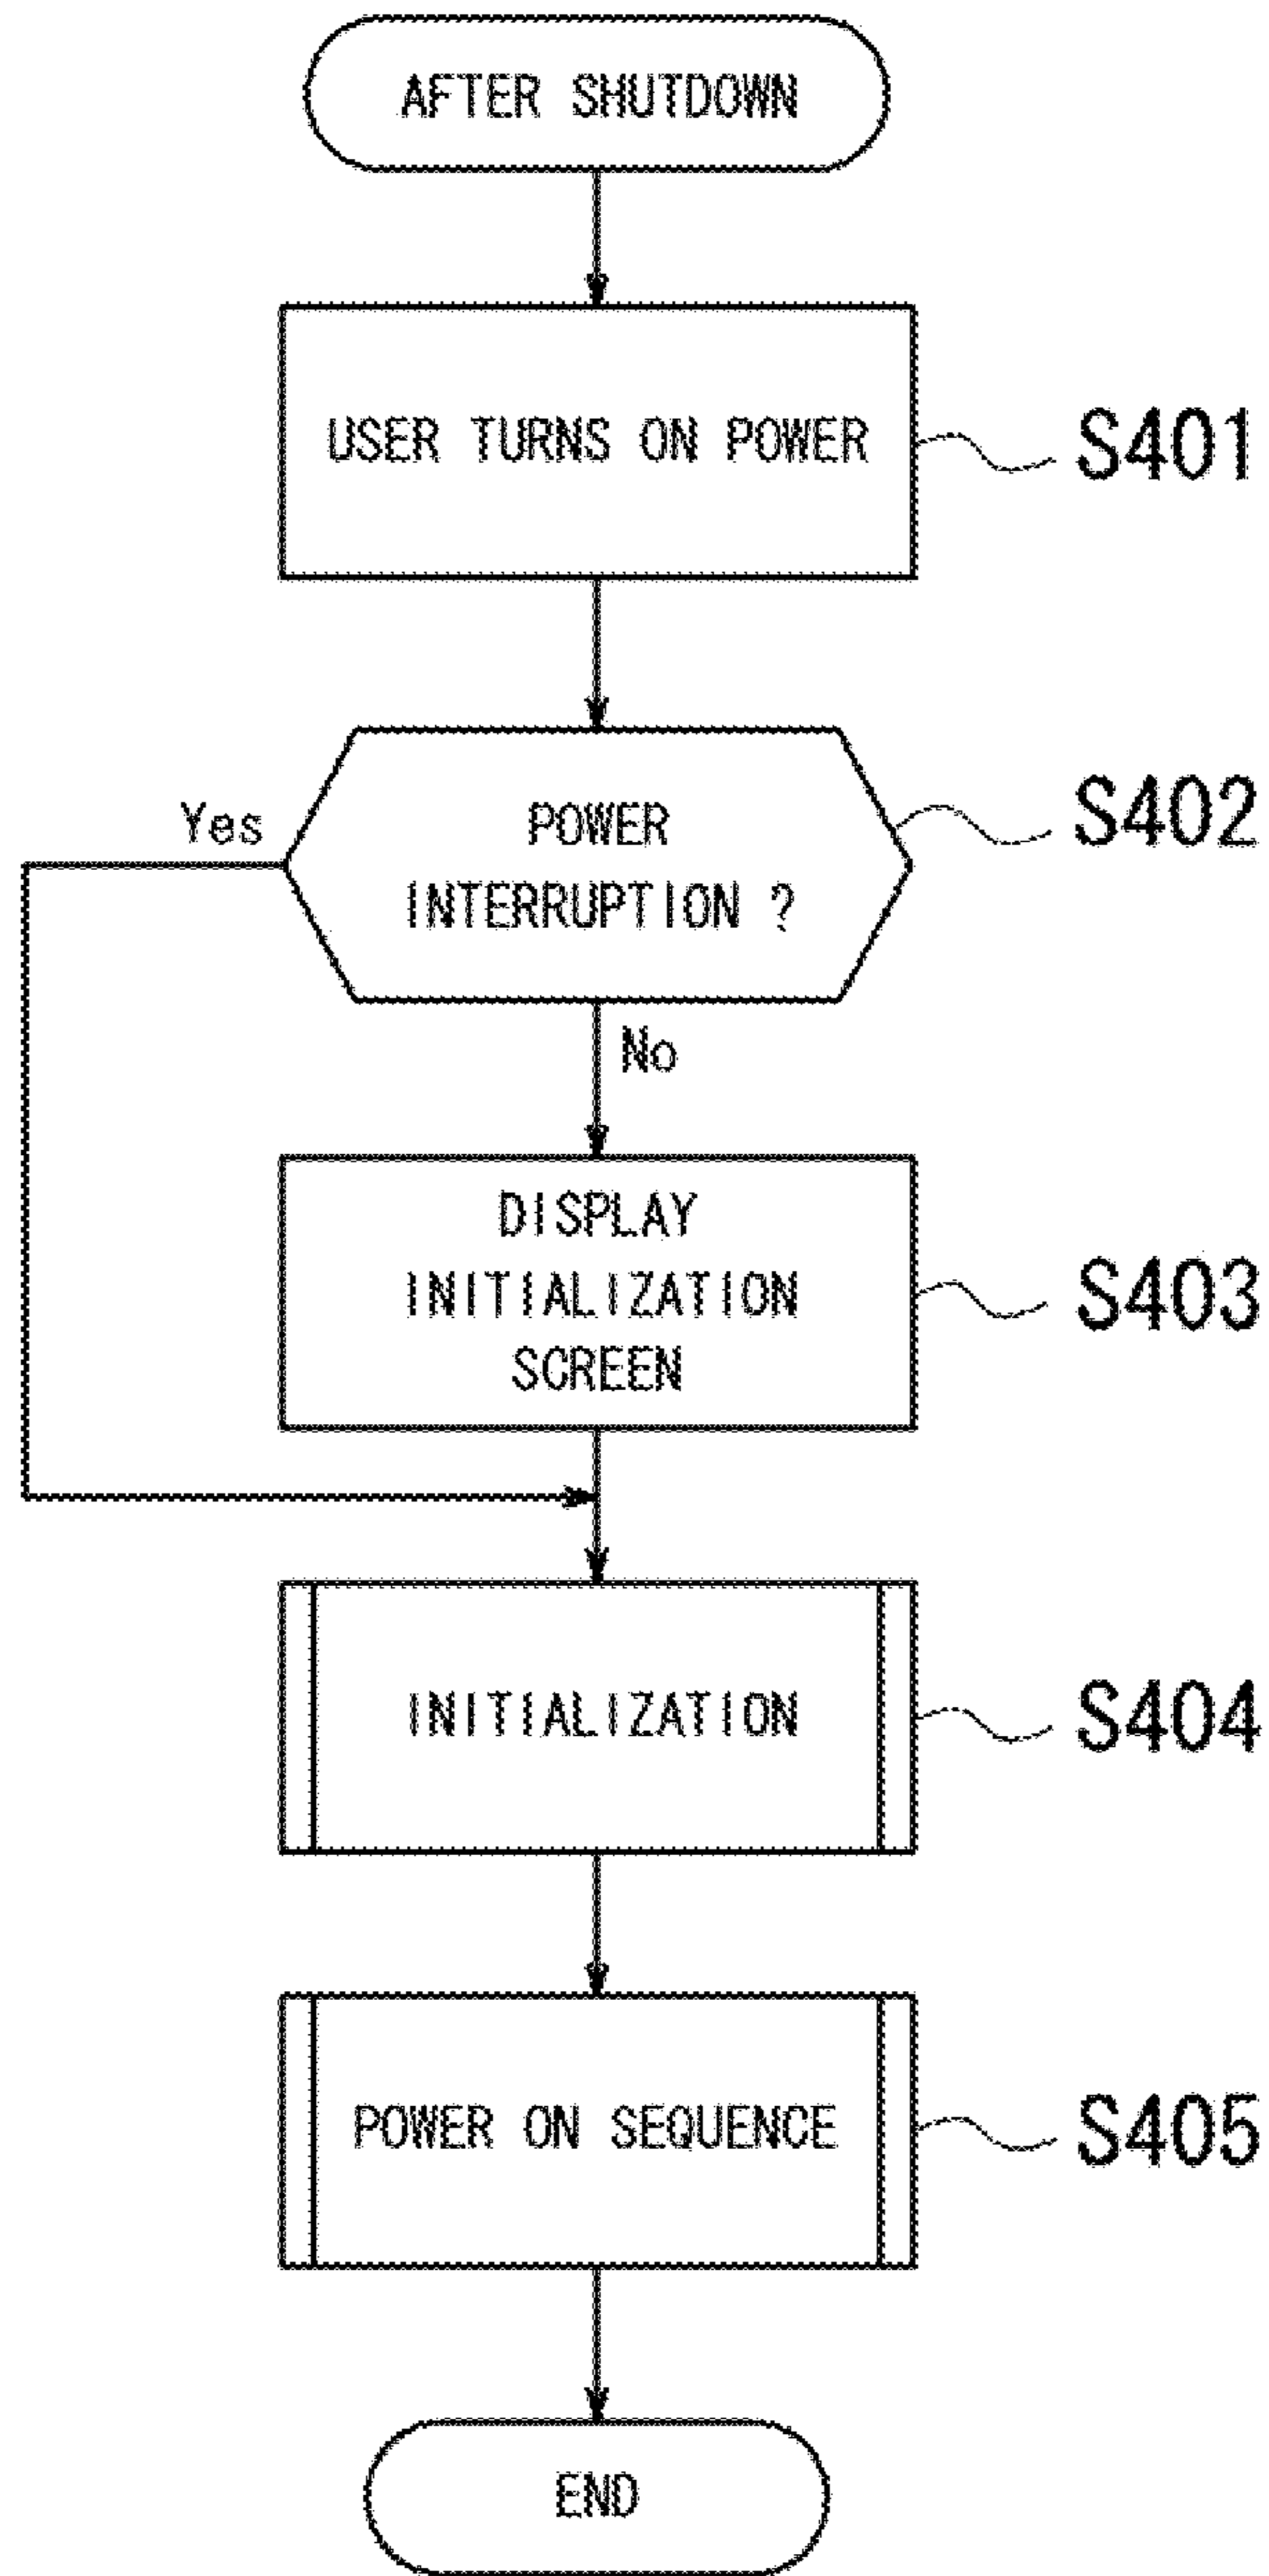 AFTER SHUTDOWN
USER TURNS ON POWER
S401
POWER
INTERRUPTION ?
S402
Yes
No
DISPLAY
INITIALIZATION
SCREEN
S403
INITIALIZATION
S404
POWER ON SEQUENCE
S405
END